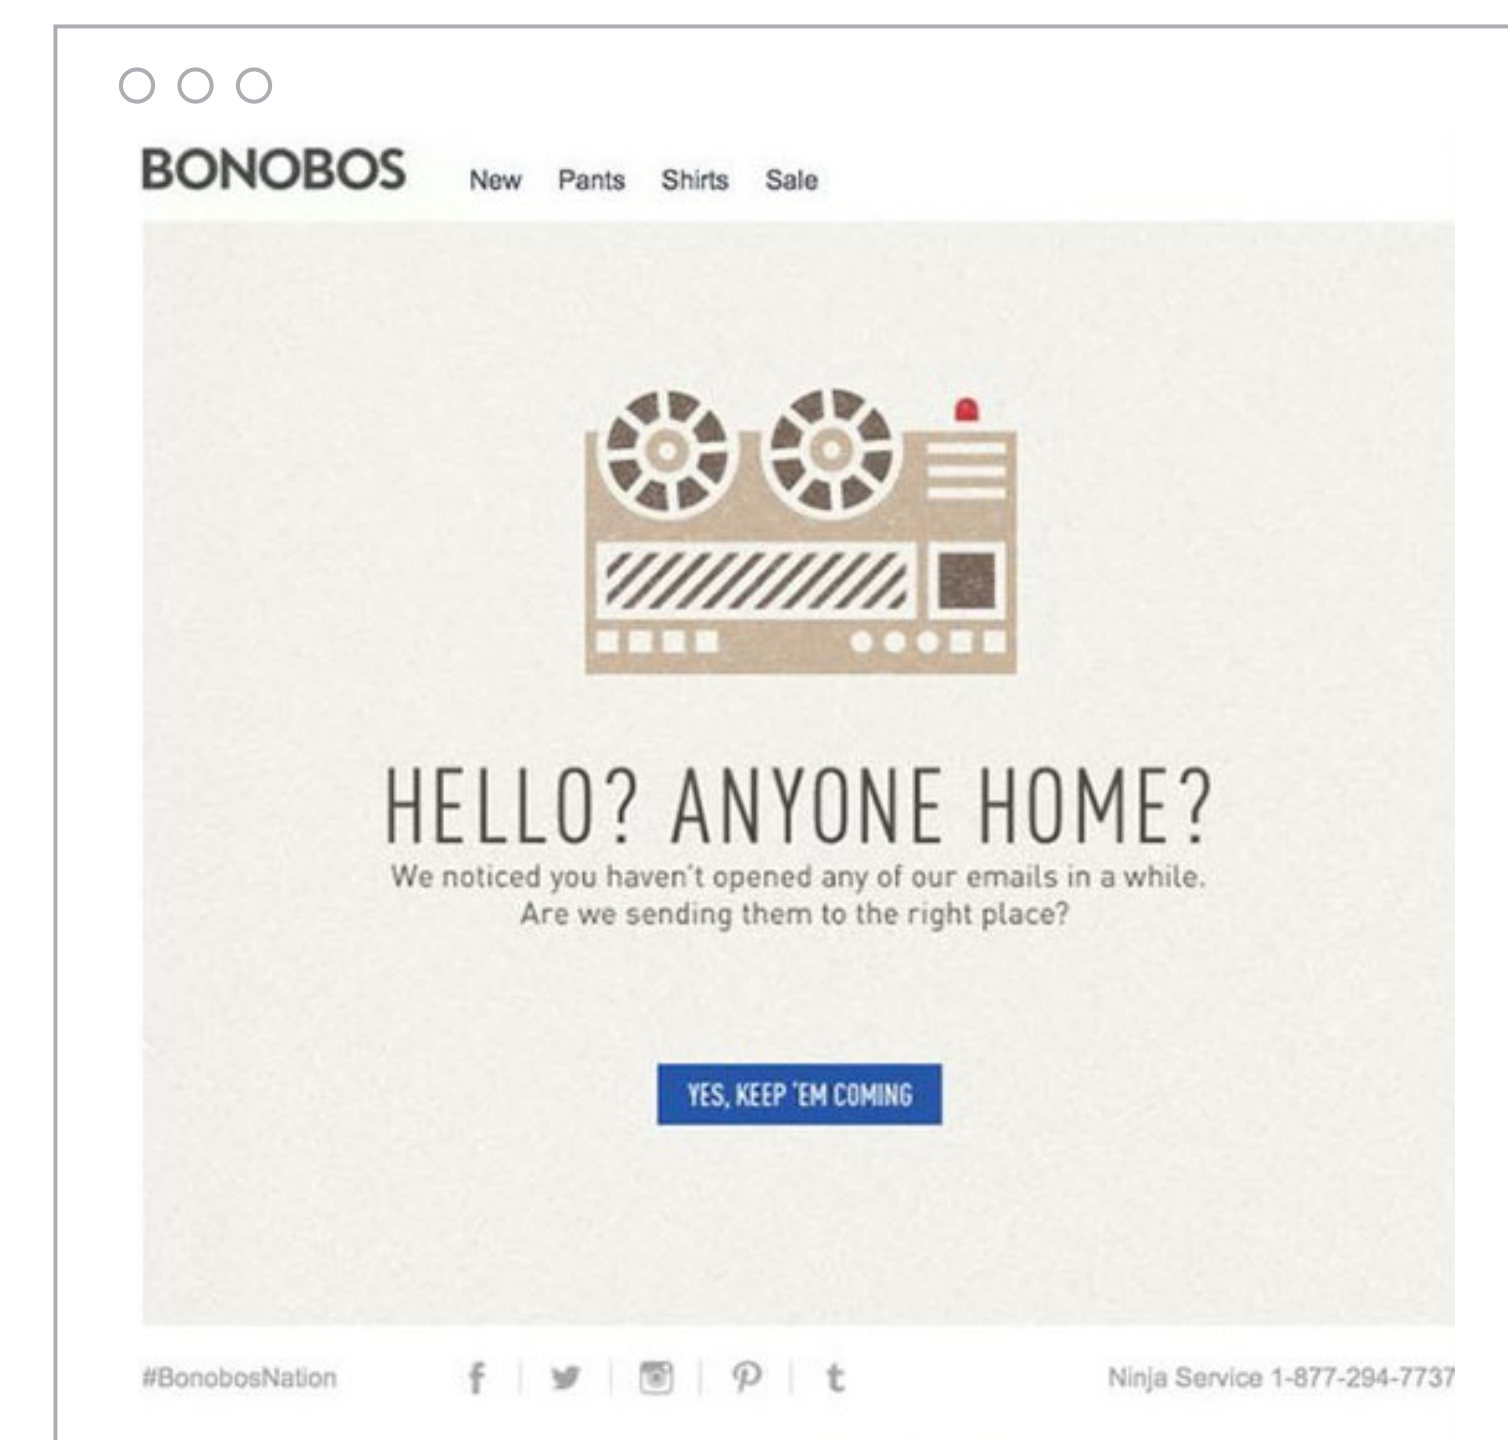 BONOBOS New Pants Shirts Sale
HELLO? ANYONE HOME?
We noticed you haven't opened any of our emails in a while.
Are we sending them to the right place?
YES, KEEP 'EM COMING
#BonobosNation Ninja Service 1-877-294-7737